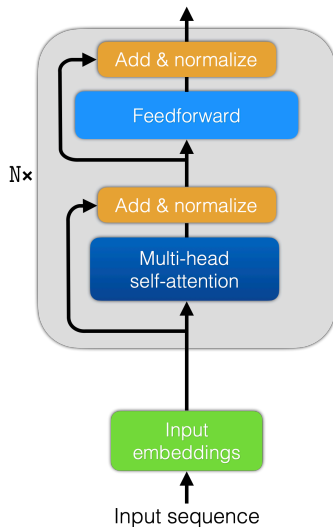 Add & normalize
Feedforward
N×
Add & normalize
Multi-head
self-attention
Input
embeddings
Input sequence